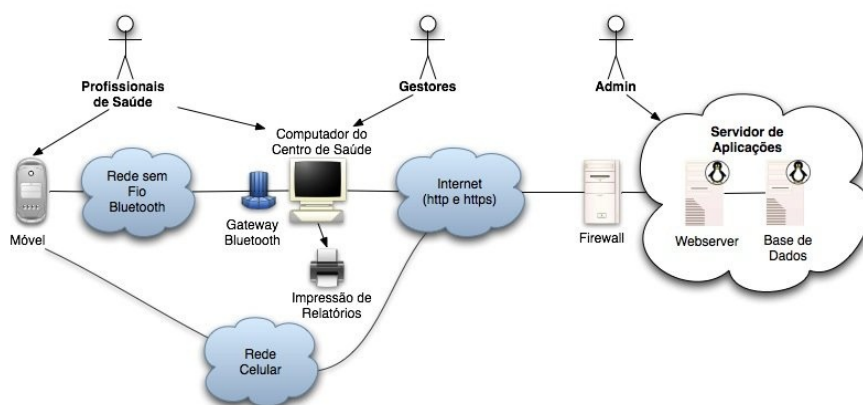 Profissionais
de Saúde
Gestores
Admin
Computador do
Centro de Saúde
Servidor de
Aplicações
Rede sem
Fio
Bluetooth
Internet
(http e https)
Móvel
Gateway
Bluetooth
Firewall
Webserver
Base de
Dados
Impressão de
Relatórios
Rede
Celular